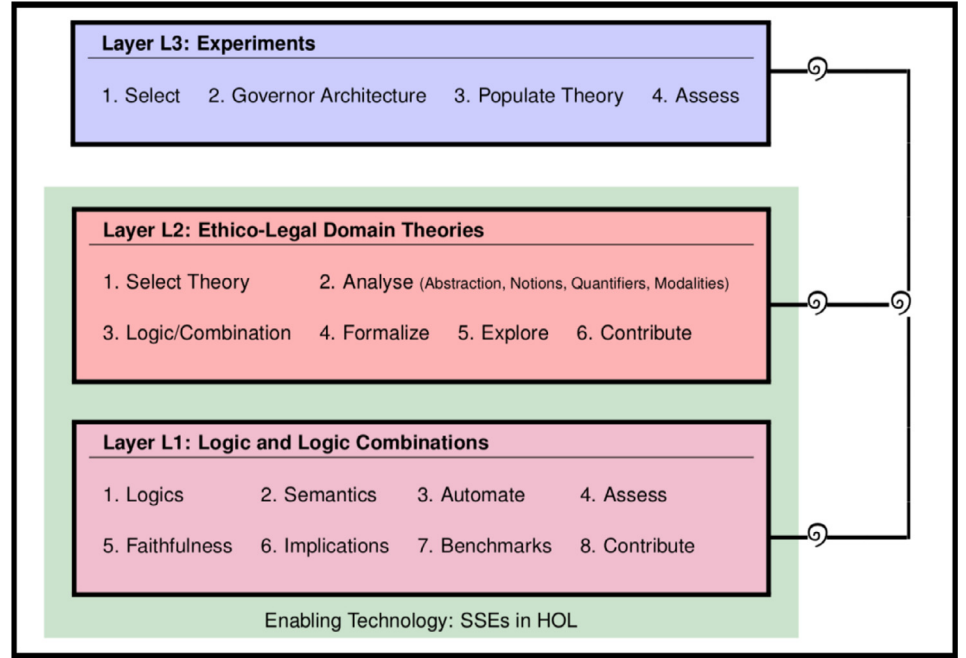 Layer L3: Experiments
1. Select 2. Governor Architecture 3. Populate Theory 4. Assess
Layer L2: Ethico-Legal Domain Theories
1. Select Theory 2. Analyse (Abstraction, Notions, Quantifiers, Modalities)
3. Logic/Combination 4. Formalize 5. Explore 6. Contribute
Layer L1: Logic and Logic Combinations
1. Logics 2. Semantics 3. Automate 4. Assess
5. Faithfulness 6. Implications 7. Benchmarks 8. Contribute
Enabling Technology: SSEs in HOL